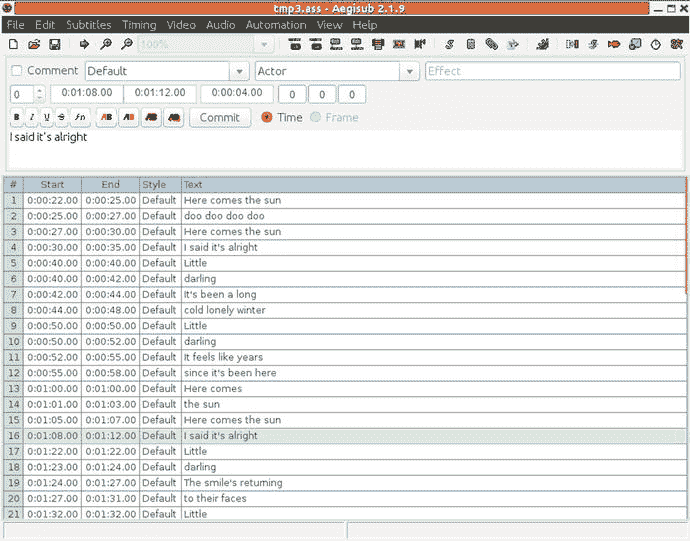 tmp3.ass - Aegisub 2.1.9
File Edit Subtitles Timing Video Audio Automation View Help
100%
Comment Default Actor Effect
0 0:01:08.00 0:01:12.00 0:00:04.00 0 0 0
B I U S Fn AB AB AB AB Commit Time Frame
I said it's alright
# Start End Style Text
1 0:00:22.00 0:00:25.00 Default Here comes the sun
2 0:00:25.00 0:00:27.00 Default doo doo doo doo
3 0:00:27.00 0:00:30.00 Default Here comes the sun
4 0:00:30.00 0:00:35.00 Default I said it's alright
5 0:00:40.00 0:00:40.00 Default Little
6 0:00:40.00 0:00:42.00 Default darling
7 0:00:42.00 0:00:44.00 Default It's been a long
8 0:00:44.00 0:00:48.00 Default cold lonely winter
9 0:00:50.00 0:00:50.00 Default Little
10 0:00:50.00 0:00:52.00 Default darling
11 0:00:52.00 0:00:55.00 Default It feels like years
12 0:00:55.00 0:00:58.00 Default since it's been here
13 0:01:00.00 0:01:00.00 Default Here comes
14 0:01:01.00 0:01:03.00 Default the sun
15 0:01:05.00 0:01:07.00 Default Here comes the sun
16 0:01:08.00 0:01:12.00 Default I said it's alright
17 0:01:22.00 0:01:22.00 Default Little
18 0:01:23.00 0:01:24.00 Default darling
19 0:01:24.00 0:01:27.00 Default The smile's returning
20 0:01:27.00 0:01:31.00 Default to their faces
21 0:01:32.00 0:01:32.00 Default Little